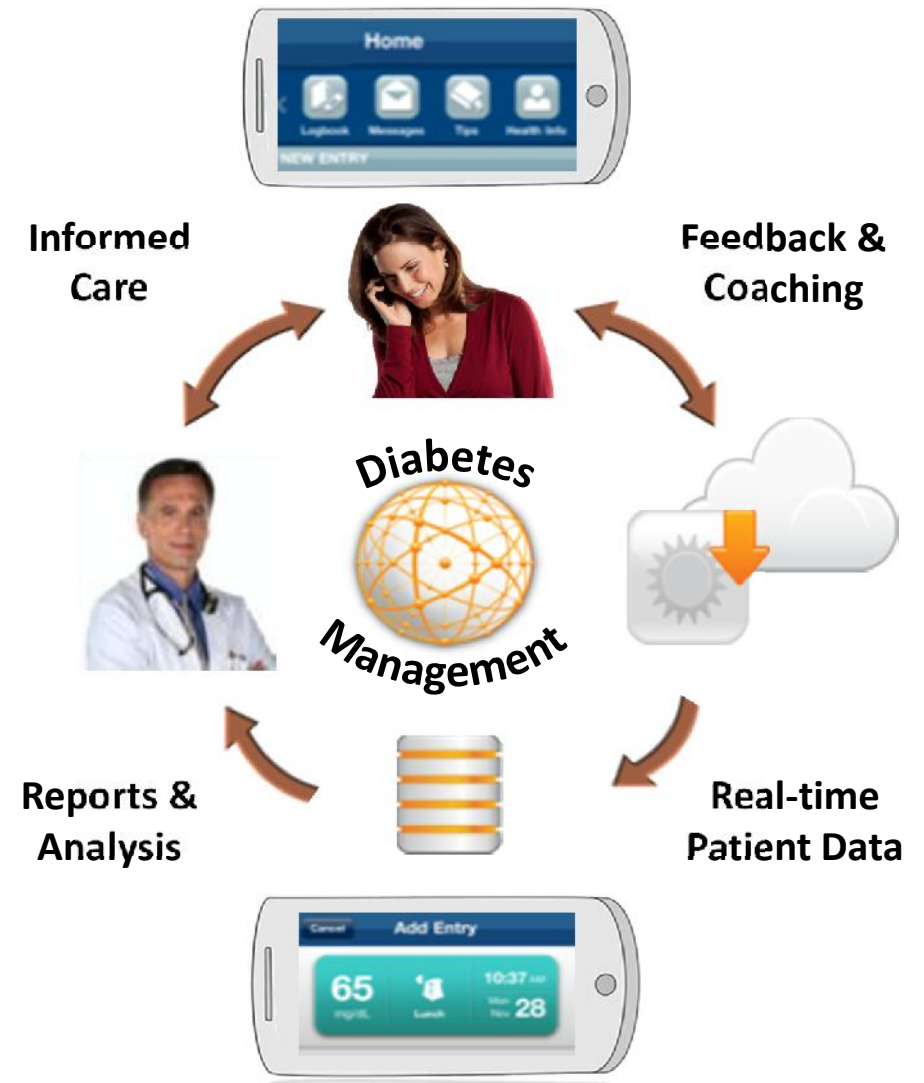 Home
Logbook Messages Tips Health Info
NEW ENTRY
Informed
Care
Feedback &
Coaching
Diabetes
Management
Reports &
Analysis
Real-time
Patient Data
Cancel Add Entry
65
mg/dL
Lunch
10:37 AM
Mon
Nov 28